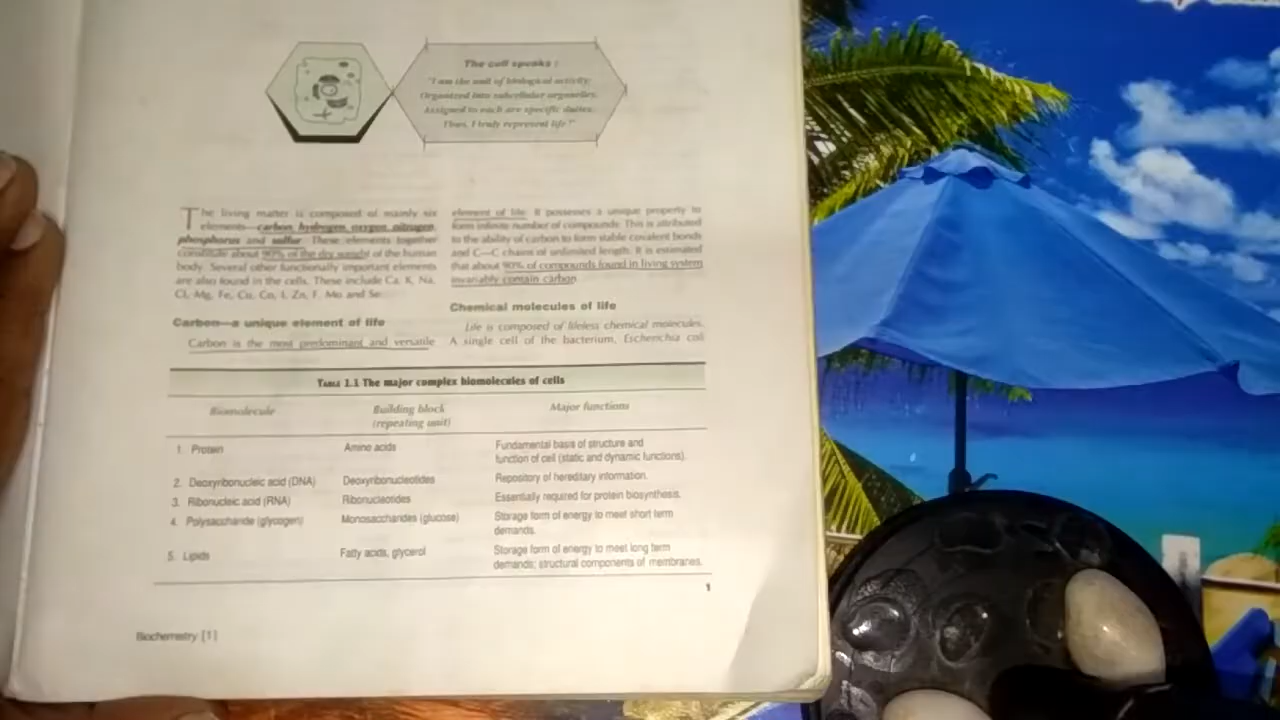 The cell speaks :
"I am the unit of biological activity;
Organized into subcellular organelles;
Assigned to each are specific duties;
Thus, I truly represent life!"
The living matter is composed of mainly six
elements—carbon, hydrogen, oxygen, nitrogen,
phosphorus and sulfur. These elements together
constitute about 90% of the dry weight of the human
body. Several other functionally important elements
are also found in the cells. These include Ca, K, Na,
Cl, Mg, Fe, Cu, Co, I, Zn, F, Mo and Se.
Carbon—a unique element of life
Carbon is the most predominant and versatile
element of life. It possesses a unique property to
form infinite number of compounds. This is attributed
to the ability of carbon to form stable covalent bonds
and C—C chains of unlimited length. It is estimated
that about 90% of compounds found in living system
invariably contain carbon.
Chemical molecules of life
Life is composed of lifeless chemical molecules.
A single cell of the bacterium, Escherichia coli
TABLE 1.1 The major complex biomolecules of cells
Biomolecule Building block Major functions
(repeating unit)
1. Protein Amino acids Fundamental basis of structure and
function of cell (static and dynamic functions).
2. Deoxyribonucleic acid (DNA) Deoxyribonucleotides Repository of hereditary information.
3. Ribonucleic acid (RNA) Ribonucleotides Essentially required for protein biosynthesis.
4. Polysaccharide (glycogen) Monosaccharides (glucose) Storage form of energy to meet short term
demands.
5. Lipids Fatty acids, glycerol Storage form of energy to meet long term
demands; structural components of membranes.
1
Biochemistry [1]